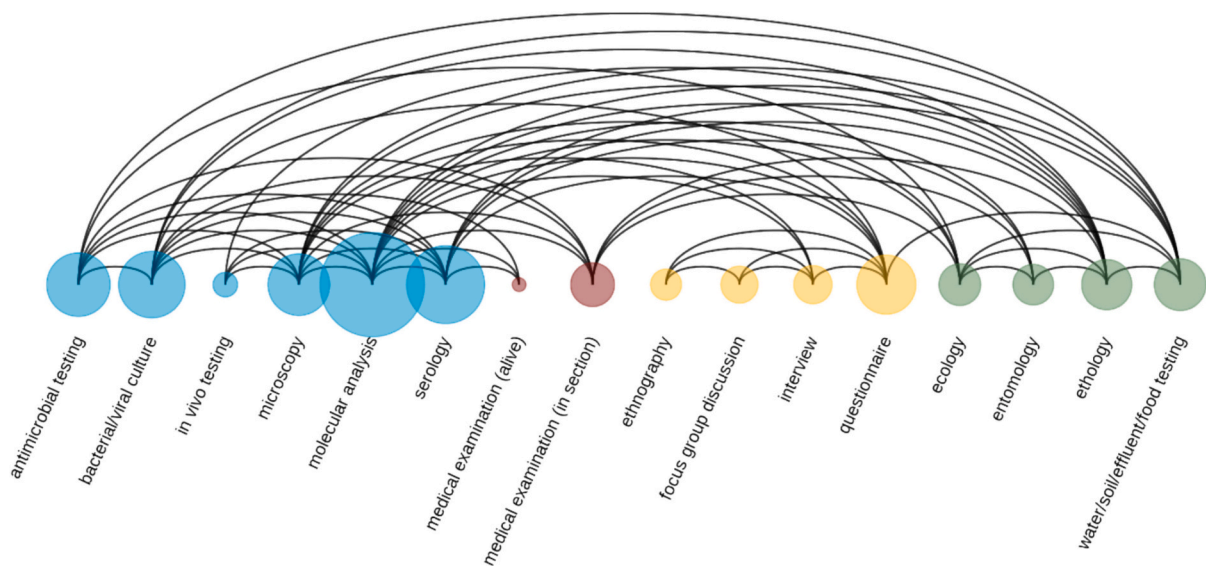 antimicrobial testing
bacterial/viral culture
in vivo testing
microscopy
molecular analysis
serology
medical examination (alive)
medical examination (in section)
ethnography
focus group discussion
interview
questionnaire
ecology
entomology
ethology
water/soil/effluent/food testing